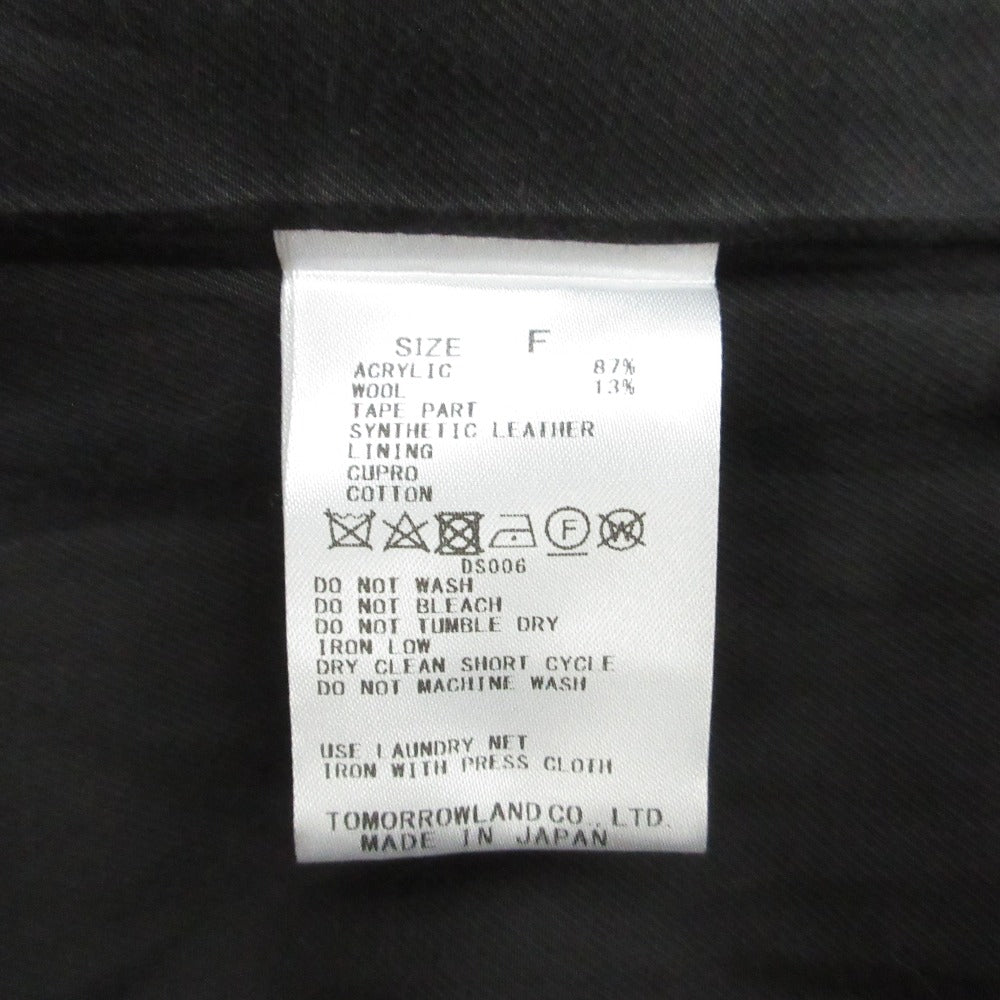 SIZE F
ACRYLIC 87%
WOOL 13%
TAPE PART
SYNTHETIC LEATHER
LINING
CUPRO
COTTON
F W
DS006
DO NOT WASH
DO NOT BLEACH
DO NOT TUMBLE DRY
IRON LOW
DRY CLEAN SHORT CYCLE
DO NOT MACHINE WASH
USE LAUNDRY NET
IRON WITH PRESS CLOTH
TOMORROWLAND CO., LTD.
MADE IN JAPAN